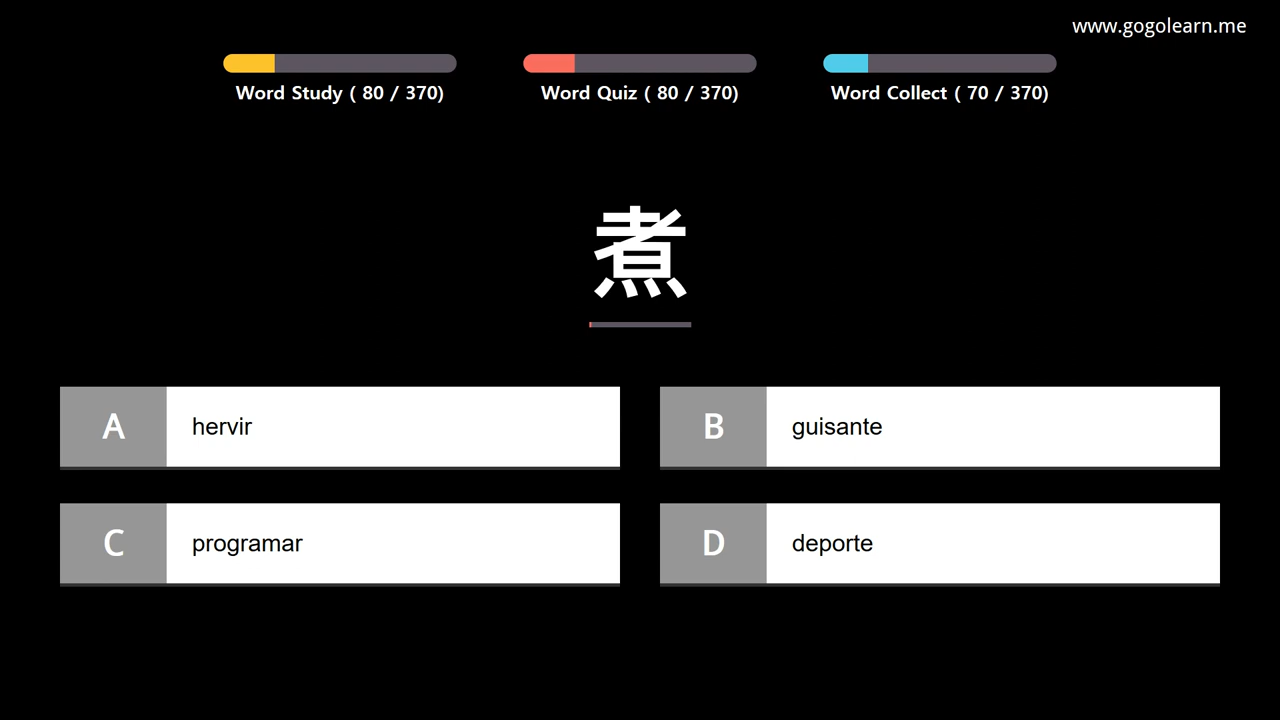 www.gogolearn.me
Word Study ( 80 / 370)
Word Quiz ( 80 / 370)
Word Collect ( 70 / 370)
煮
A hervir
B guisante
C programar
D deporte